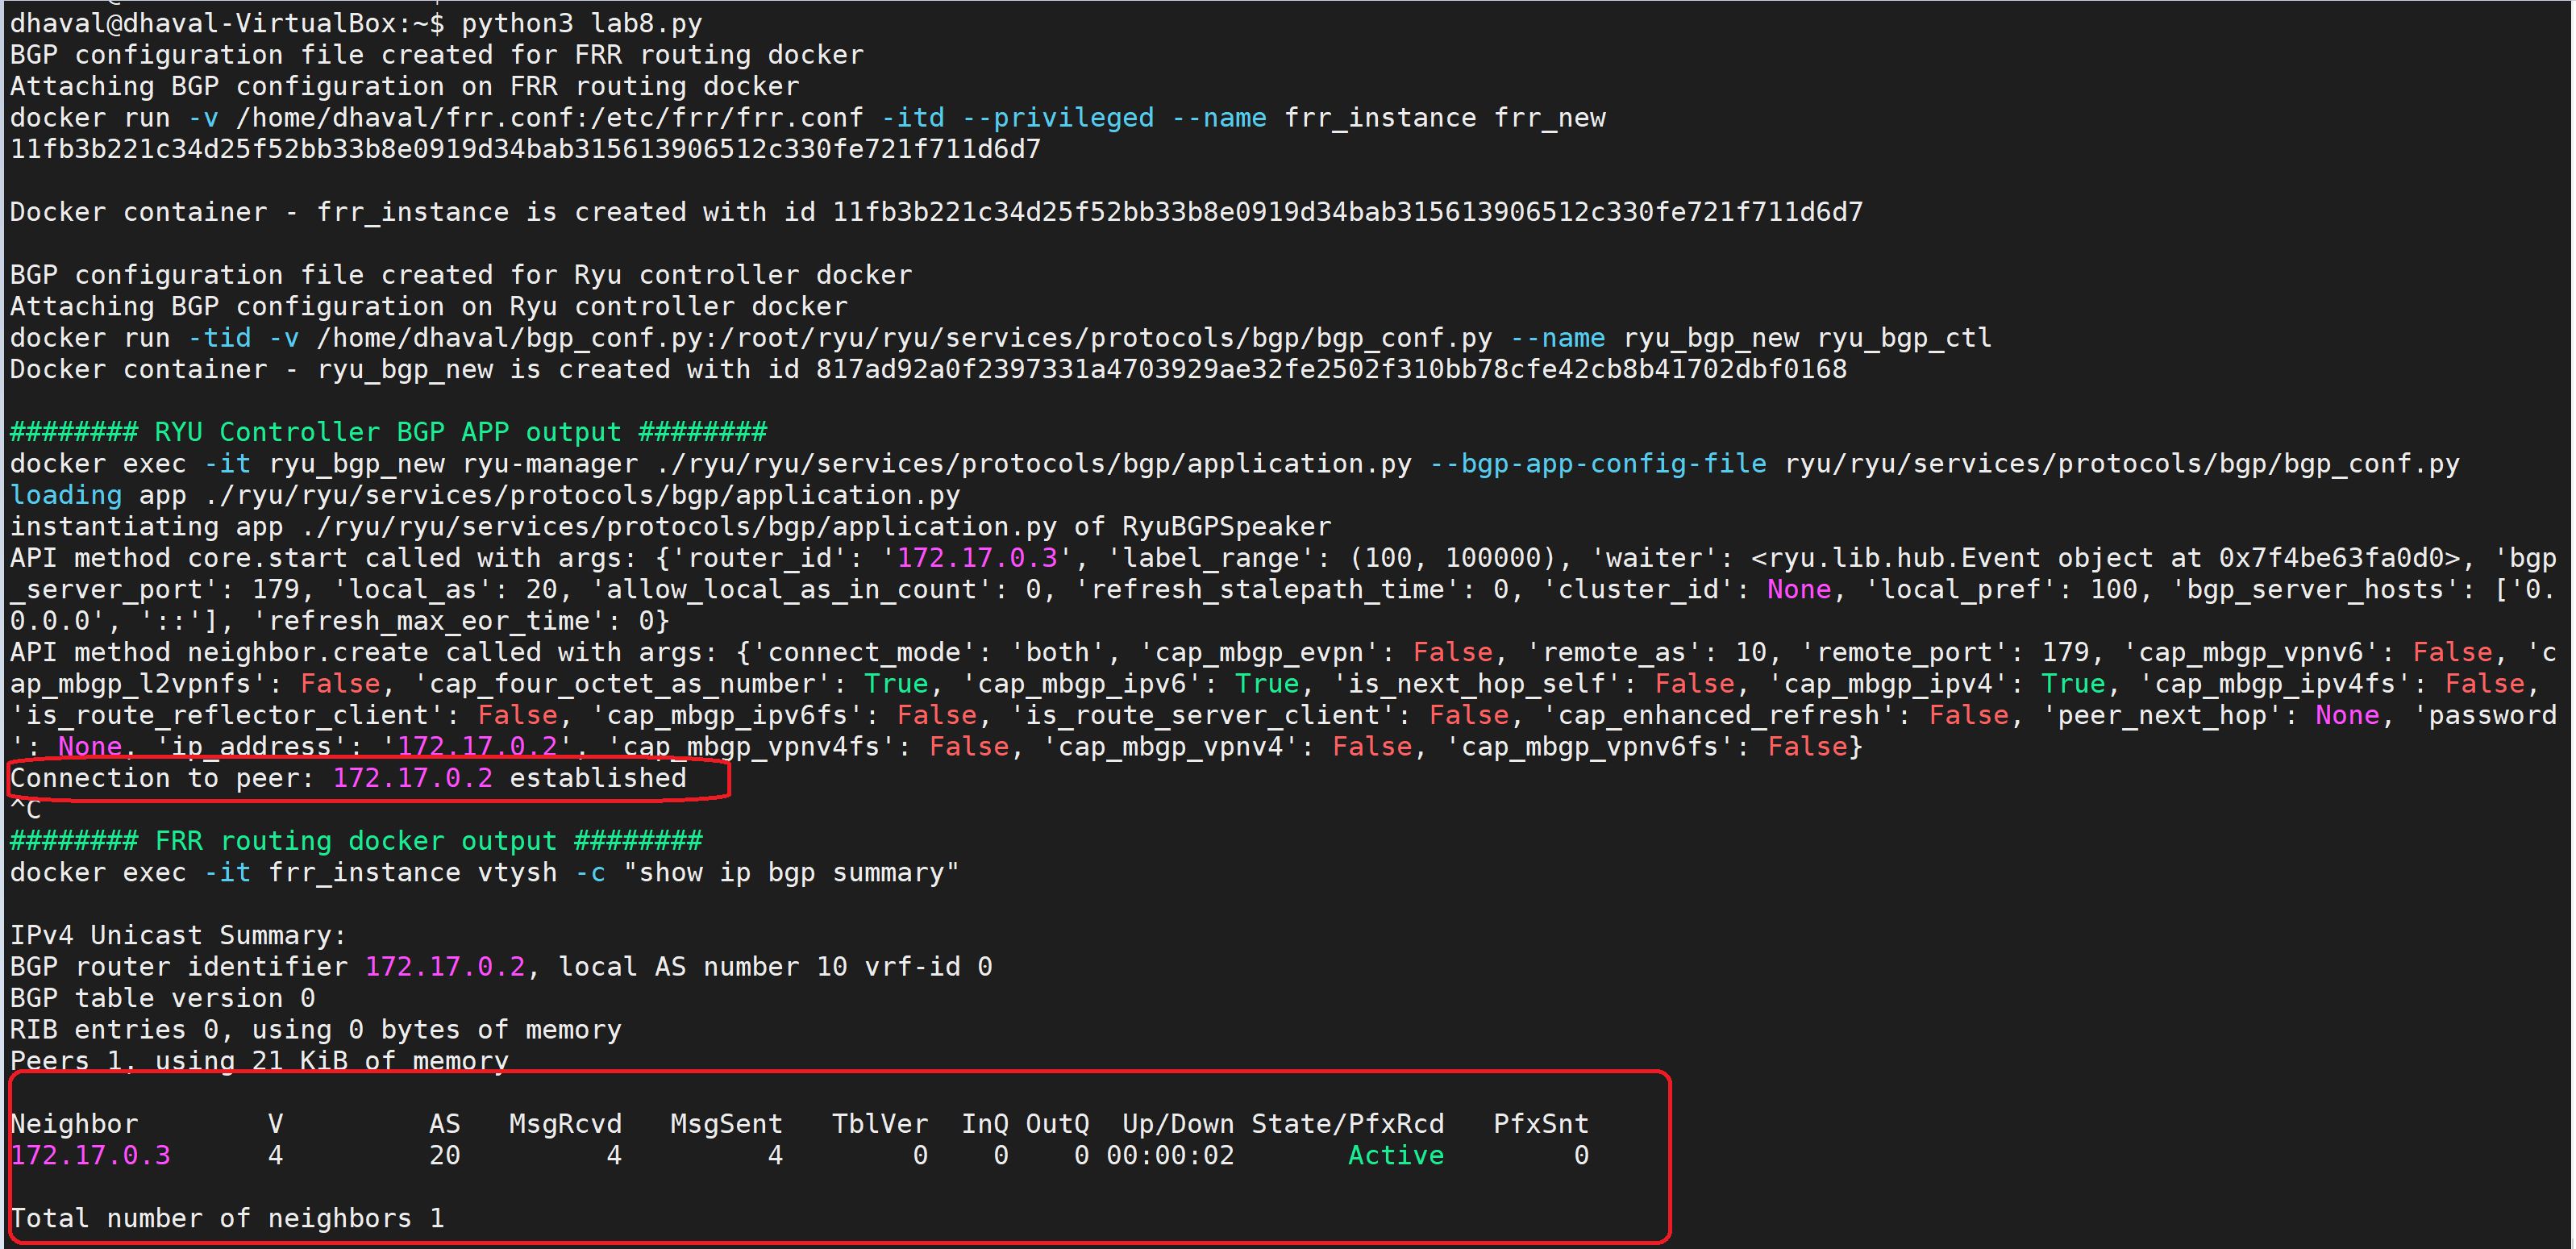 dhaval@dhaval-VirtualBox:~$ python3 lab8.py
BGP configuration file created for FRR routing docker
Attaching BGP configuration on FRR routing docker
docker run -v /home/dhaval/frr.conf:/etc/frr/frr.conf -itd --privileged --name frr_instance frr_new
11fb3b221c34d25f52bb33b8e0919d34bab315613906512c330fe721f711d6d7
Docker container - frr_instance is created with id 11fb3b221c34d25f52bb33b8e0919d34bab315613906512c330fe721f711d6d7
BGP configuration file created for Ryu controller docker
Attaching BGP configuration on Ryu controller docker
docker run -tid -v /home/dhaval/bgp_conf.py:/root/ryu/ryu/services/protocols/bgp/bgp_conf.py --name ryu_bgp_new ryu_bgp_ctl
Docker container - ryu_bgp_new is created with id 817ad92a0f2397331a4703929ae32fe2502f310bb78cfe42cb8b41702dbf0168
######## RYU Controller BGP APP output ########
docker exec -it ryu_bgp_new ryu-manager ./ryu/ryu/services/protocols/bgp/application.py --bgp-app-config-file ryu/ryu/services/protocols/bgp/bgp_conf.py
loading app ./ryu/ryu/services/protocols/bgp/application.py
instantiating app ./ryu/ryu/services/protocols/bgp/application.py of RyuBGPSpeaker
API method core.start called with args: {'router_id': '172.17.0.3', 'label_range': (100, 100000), 'waiter': <ryu.lib.hub.Event object at 0x7f4be63fa0d0>, 'bgp
_server_port': 179, 'local_as': 20, 'allow_local_as_in_count': 0, 'refresh_stalepath_time': 0, 'cluster_id': None, 'local_pref': 100, 'bgp_server_hosts': ['0.
0.0.0', '::'], 'refresh_max_eor_time': 0}
API method neighbor.create called with args: {'connect_mode': 'both', 'cap_mbgp_evpn': False, 'remote_as': 10, 'remote_port': 179, 'cap_mbgp_vpnv6': False, 'c
ap_mbgp_l2vpnfs': False, 'cap_four_octet_as_number': True, 'cap_mbgp_ipv6': True, 'is_next_hop_self': False, 'cap_mbgp_ipv4': True, 'cap_mbgp_ipv4fs': False,
'is_route_reflector_client': False, 'cap_mbgp_ipv6fs': False, 'is_route_server_client': False, 'cap_enhanced_refresh': False, 'peer_next_hop': None, 'password
': None, 'ip_address': '172.17.0.2', 'cap_mbgp_vpnv4fs': False, 'cap_mbgp_vpnv4': False, 'cap_mbgp_vpnv6fs': False}
Connection to peer: 172.17.0.2 established
^C
######## FRR routing docker output ########
docker exec -it frr_instance vtysh -c "show ip bgp summary"
IPv4 Unicast Summary:
BGP router identifier 172.17.0.2, local AS number 10 vrf-id 0
BGP table version 0
RIB entries 0, using 0 bytes of memory
Peers 1, using 21 KiB of memory
Neighbor V AS MsgRcvd MsgSent TblVer InQ OutQ Up/Down State/PfxRcd PfxSnt
172.17.0.3 4 20 4 4 0 0 0 00:00:02 Active 0
Total number of neighbors 1